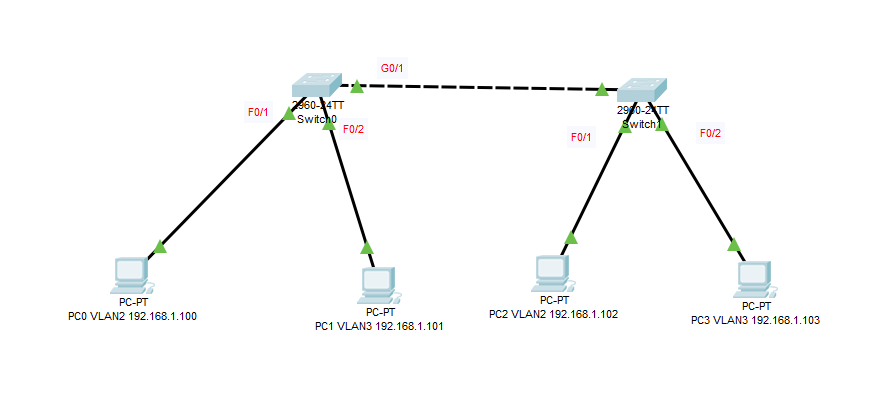 G0/1
2960-24TT
Switch0
F0/1
F0/2
2960-24TT
Switch1
F0/1
F0/2
PC-PT
PC0 VLAN2 192.168.1.100
PC-PT
PC1 VLAN3 192.168.1.101
PC-PT
PC2 VLAN2 192.168.1.102
PC-PT
PC3 VLAN3 192.168.1.103